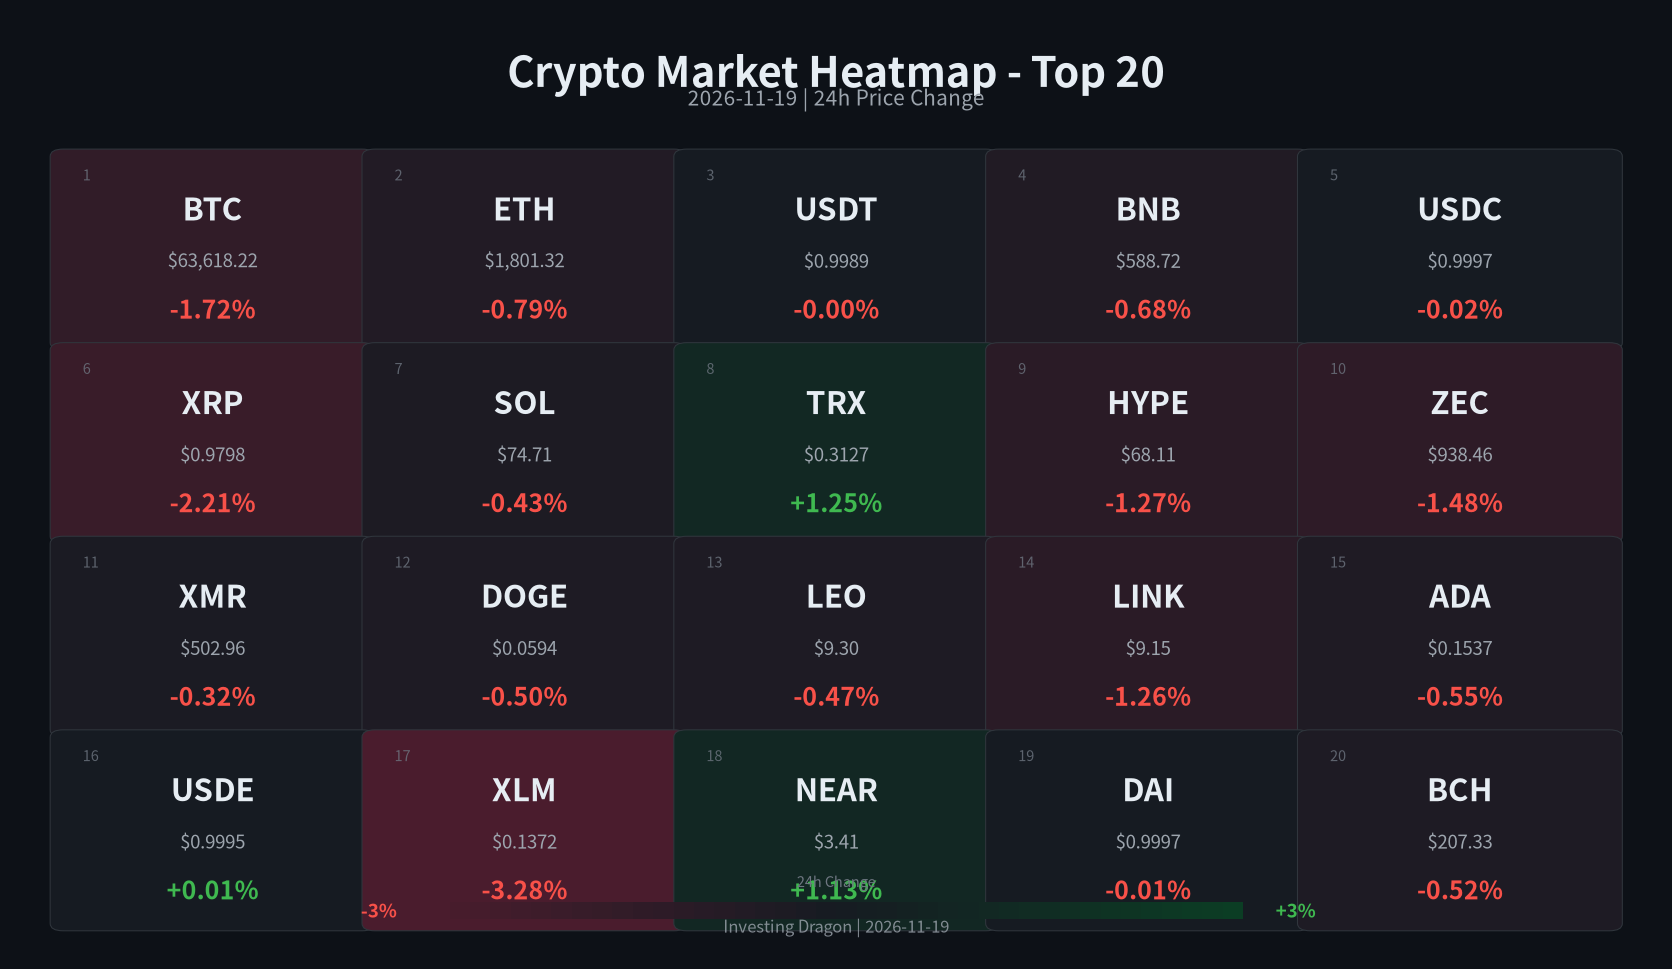 Crypto Market Heatmap - Top 20
2026-11-19 | 24h Price Change
1
BTC
$63,618.22
-1.72%
2
ETH
$1,801.32
-0.79%
3
USDT
$0.9989
-0.00%
4
BNB
$588.72
-0.68%
5
USDC
$0.9997
-0.02%
6
XRP
$0.9798
-2.21%
7
SOL
$74.71
-0.43%
8
TRX
$0.3127
+1.25%
9
HYPE
$68.11
-1.27%
10
ZEC
$938.46
-1.48%
11
XMR
$502.96
-0.32%
12
DOGE
$0.0594
-0.50%
13
LEO
$9.30
-0.47%
14
LINK
$9.15
-1.26%
15
ADA
$0.1537
-0.55%
16
USDE
$0.9995
+0.01%
17
XLM
$0.1372
-3.28%
18
NEAR
$3.41
+1.13%
19
DAI
$0.9997
-0.01%
20
BCH
$207.33
-0.52%
24h Change
-3%
+3%
Investing Dragon | 2026-11-19